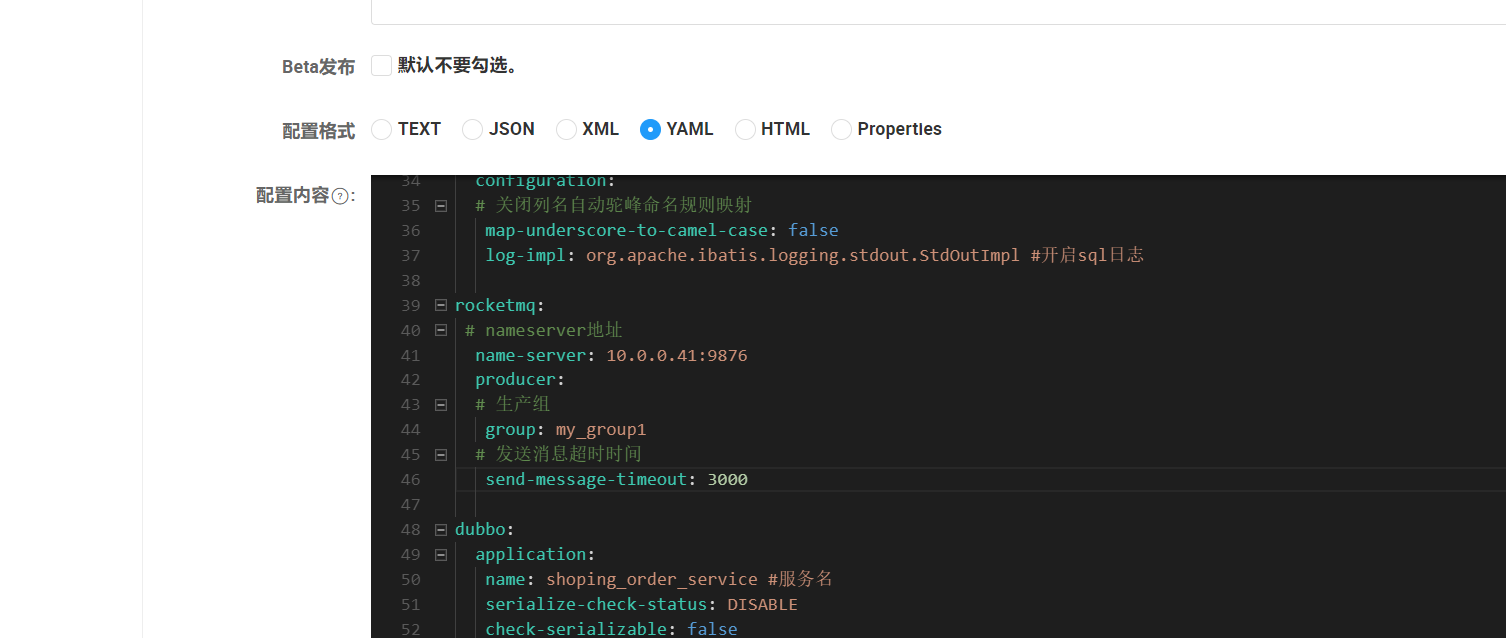 Beta发布 默认不要勾选。
配置格式 TEXT JSON XML YAML HTML Properties
配置内容?:
34 configuration:
35 # 关闭列名自动驼峰命名规则映射
36 map-underscore-to-camel-case: false
37 log-impl: org.apache.ibatis.logging.stdout.StdOutImpl #开启sql日志
38
39 rocketmq:
40 # nameserver地址
41 name-server: 10.0.0.41:9876
42 producer:
43 # 生产组
44 group: my_group1
45 # 发送消息超时时间
46 send-message-timeout: 3000
47
48 dubbo:
49 application:
50 name: shoping_order_service #服务名
51 serialize-check-status: DISABLE
52 check-serializable: false